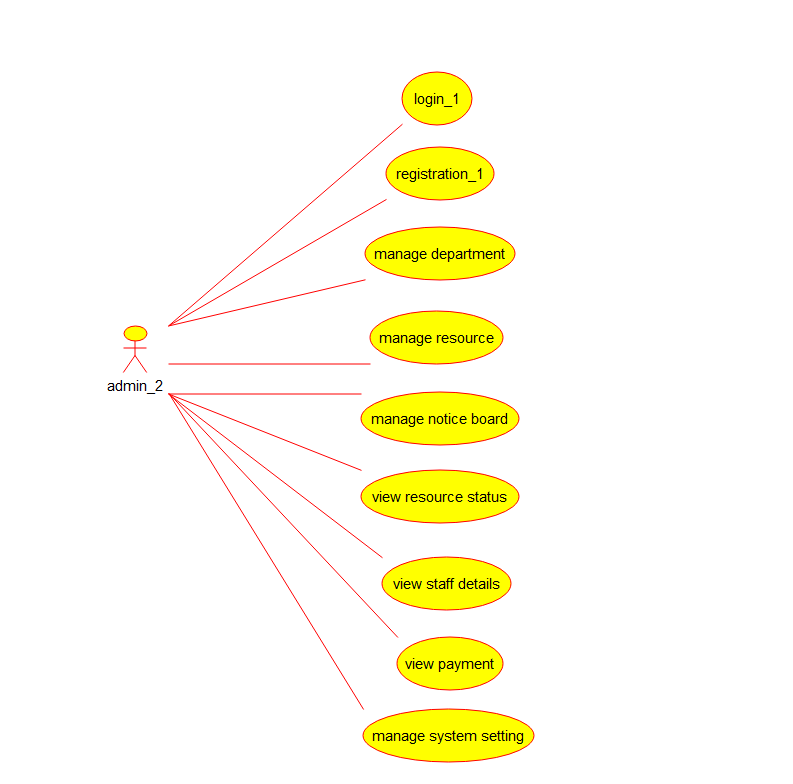 login_1
registration_1
manage department
manage resource
admin_2
manage notice board
view resource status
view staff details
view payment
manage system setting